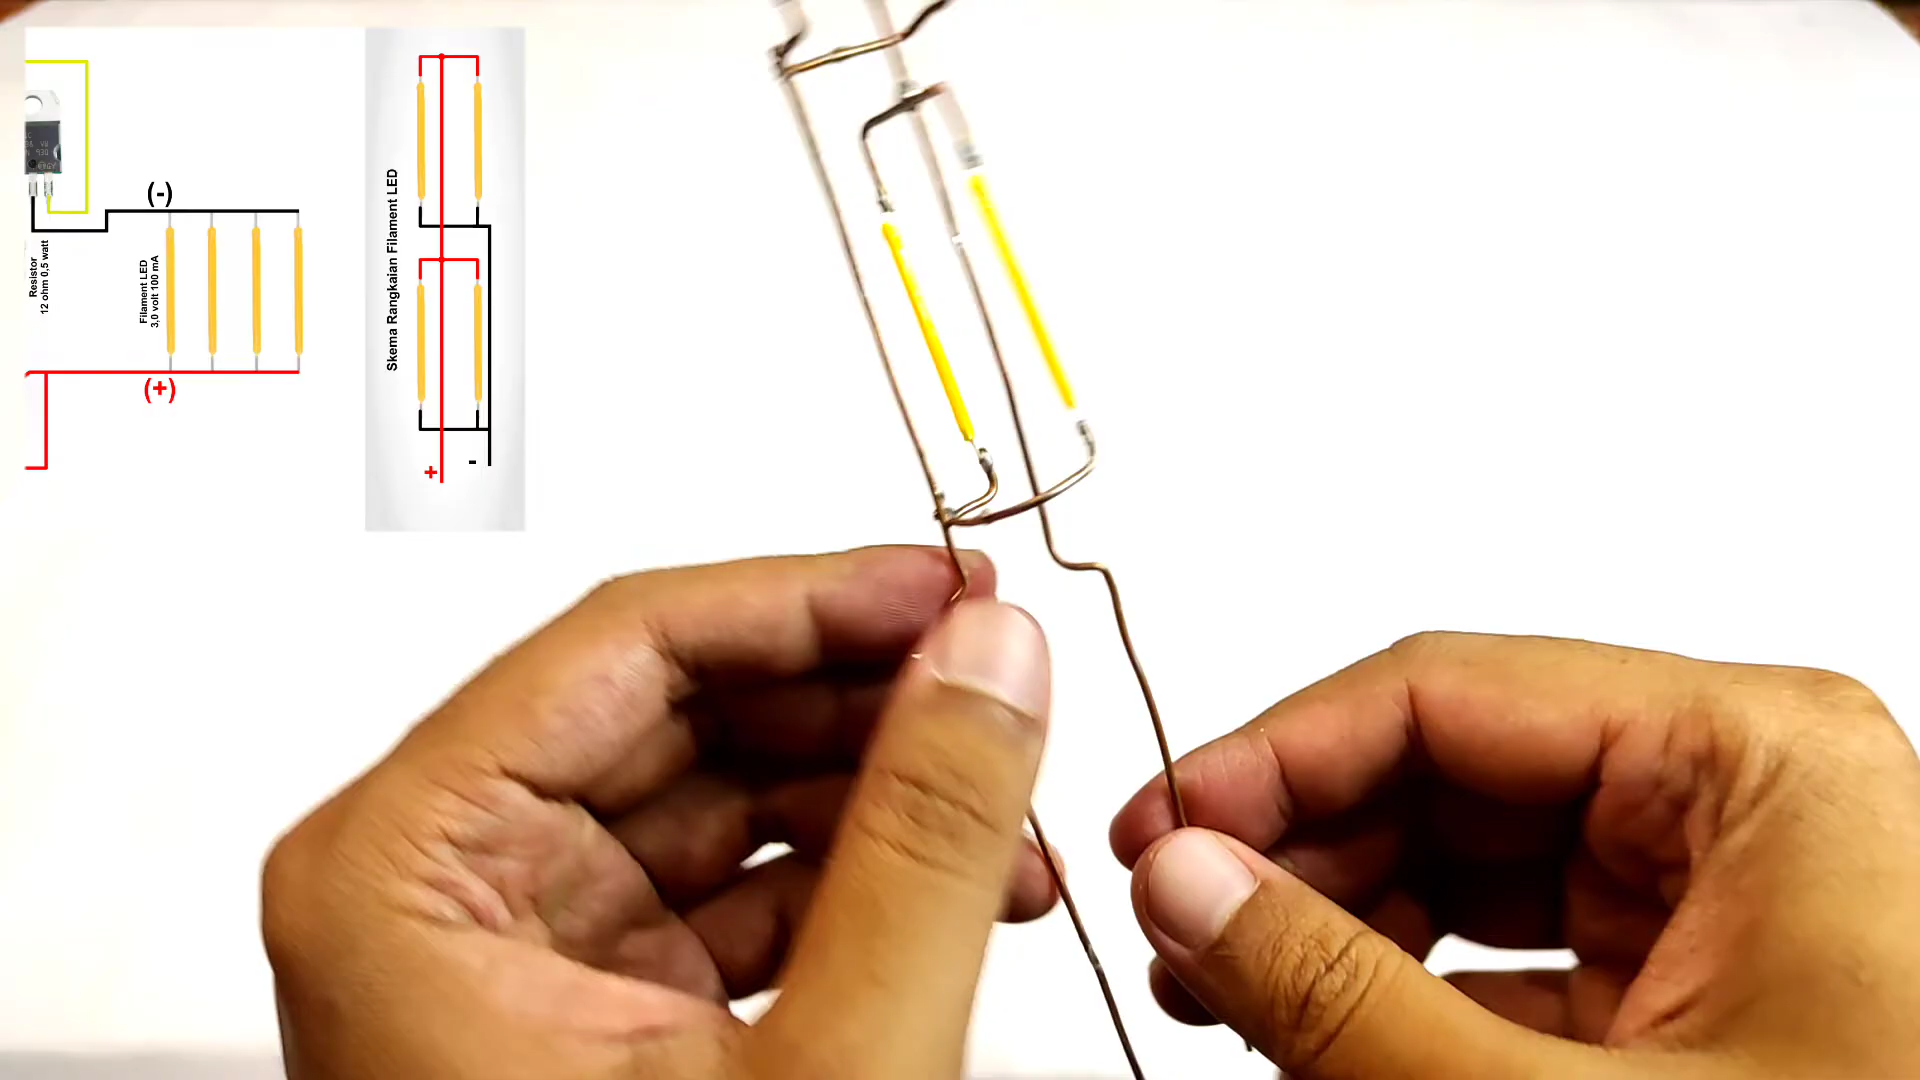 (-)
Resistor
12 ohm 0,5 watt
Filament LED
3,0 volt 100 mA
(+)
Skema Rangkaian Filament LED
+
-